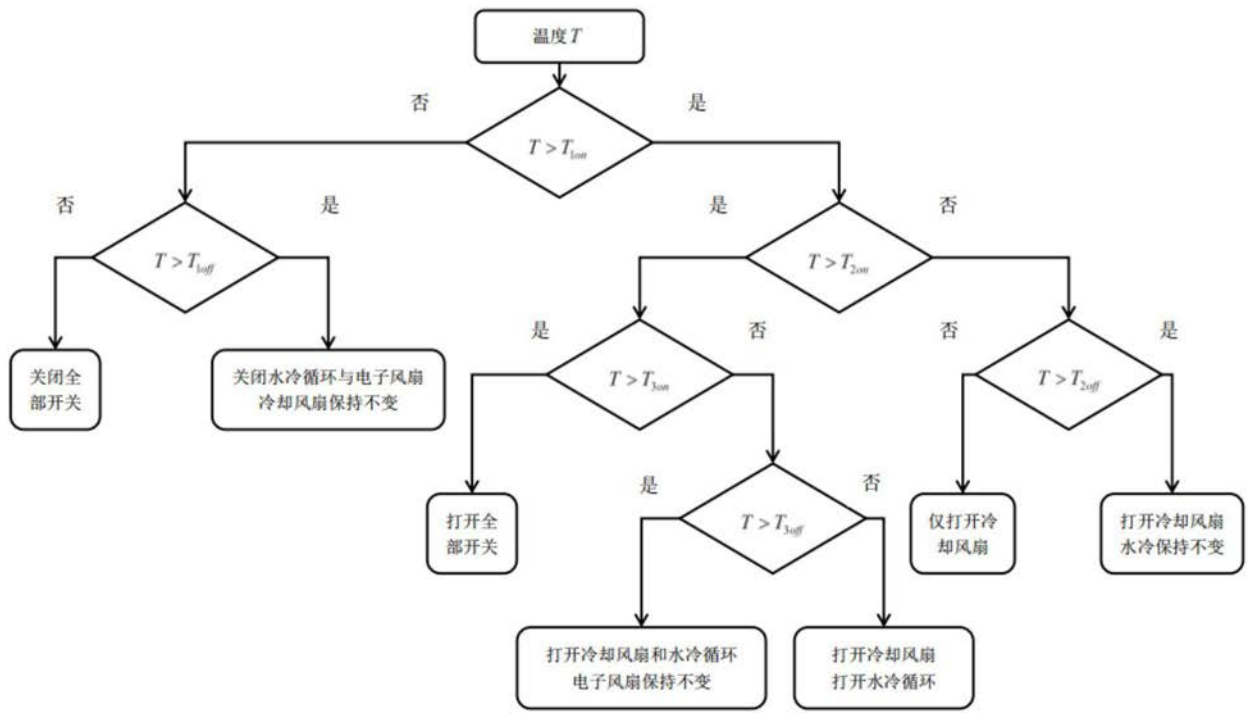 温度T
否
是
T > T1on
否
是
是
否
T > T1off
T > T2on
是
否
否
是
关闭全
部开关
关闭水冷循环与电子风扇
冷却风扇保持不变
T > T3on
T > T2off
是
否
打开全
部开关
T > T3off
仅打开冷
却风扇
打开冷却风扇
水冷保持不变
打开冷却风扇和水冷循环
电子风扇保持不变
打开冷却风扇
打开水冷循环